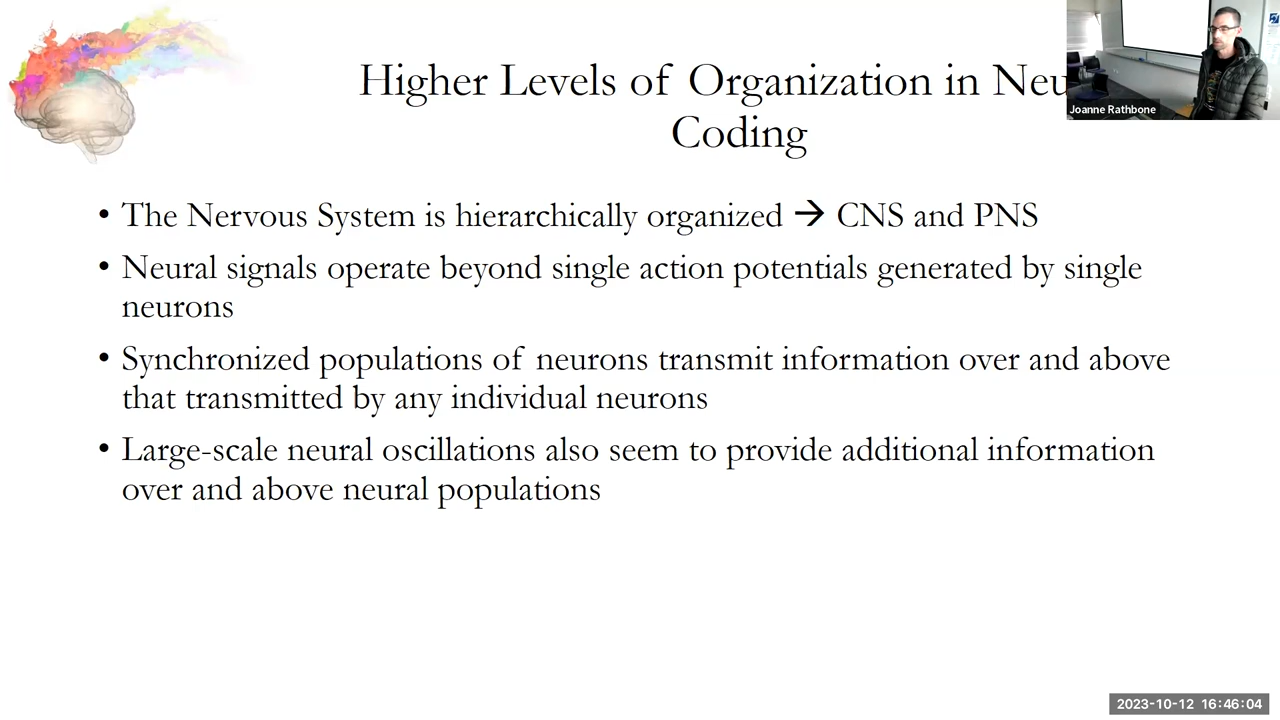 Higher Levels of Organization in Neu
Coding
Joanne Rathbone
• The Nervous System is hierarchically organized → CNS and PNS
• Neural signals operate beyond single action potentials generated by single
neurons
• Synchronized populations of neurons transmit information over and above
that transmitted by any individual neurons
• Large-scale neural oscillations also seem to provide additional information
over and above neural populations
2023-10-12 16:46:04